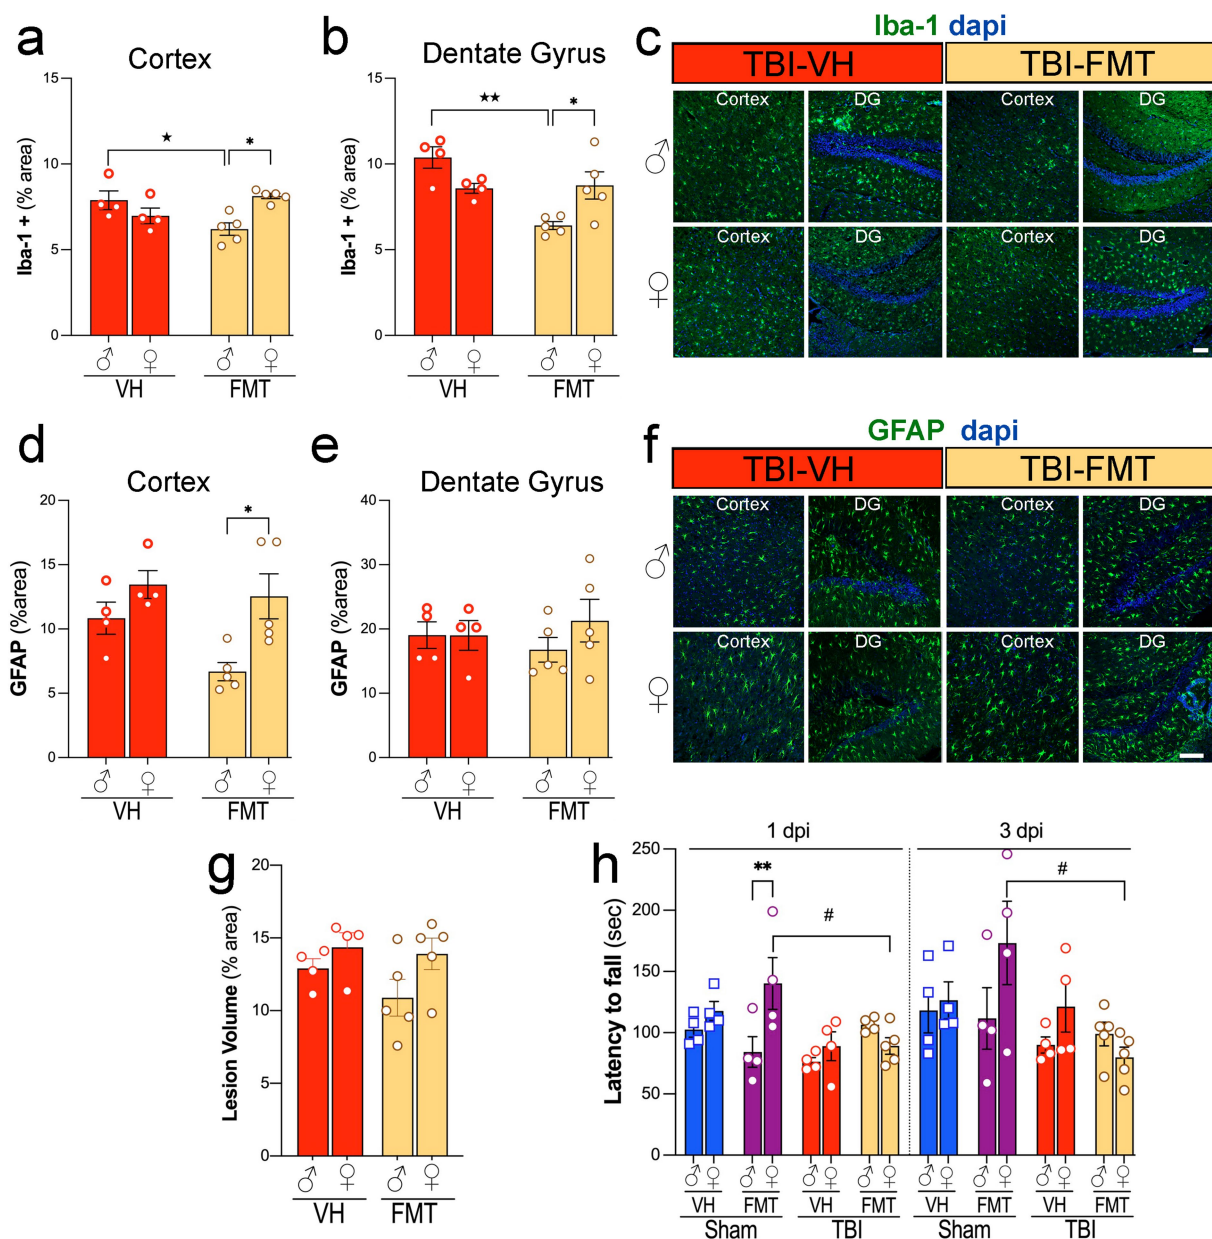 a
Cortex
Iba-1 + (% area)
15
10
5
0
★
*
♂ ♀ ♂ ♀
VH FMT
b
Dentate Gyrus
Iba-1 + (% area)
15
10
5
0
★★
*
♂ ♀ ♂ ♀
VH FMT
c
Iba-1 dapi
TBI-VH TBI-FMT
♂
Cortex DG Cortex DG
♀
Cortex DG Cortex DG
d
Cortex
GFAP (%area)
20
15
10
5
0
*
♂ ♀ ♂ ♀
VH FMT
e
Dentate Gyrus
GFAP (%area)
40
30
20
10
0
♂ ♀ ♂ ♀
VH FMT
f
GFAP dapi
TBI-VH TBI-FMT
♂
Cortex DG Cortex DG
♀
Cortex DG Cortex DG
g
Lesion Volume (% area)
20
15
10
5
0
♂ ♀ ♂ ♀
VH FMT
h
1 dpi 3 dpi
Latency to fall (sec)
250
200
150
100
50
0
**
#
#
♂ ♀ ♂ ♀ ♂ ♀ ♂ ♀ ♂ ♀ ♂ ♀ ♂ ♀ ♂ ♀
VH FMT VH FMT VH FMT VH FMT
Sham TBI Sham TBI